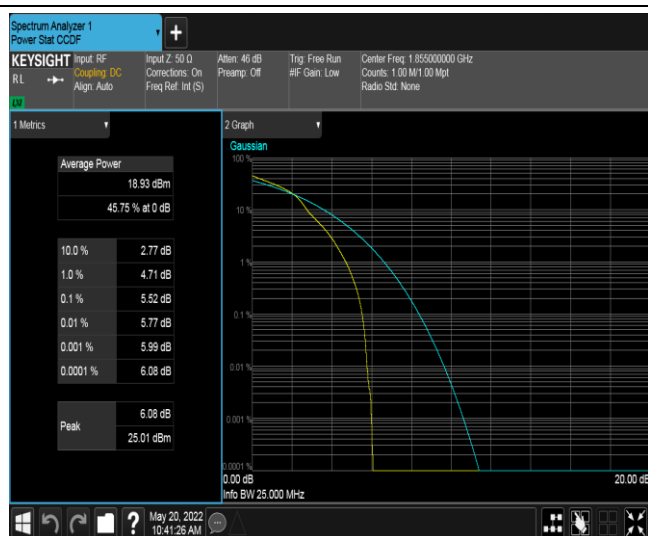 Spectrum Analyzer 1
Power Stat CCDF
+
KEYSIGHT
RL
LXI
Input: RF
Coupling: DC
Align: Auto
Input Z: 50 Ω
Corrections: On
Freq Ref: Int (S)
Atten: 46 dB
Preamp: Off
Trig: Free Run
#IF Gain: Low
Center Freq: 1.855000000 GHz
Counts: 1.00 M/1.00 Mpt
Radio Std: None
1 Metrics
Average Power
18.93 dBm
45.75 % at 0 dB
10.0 % 2.77 dB
1.0 % 4.71 dB
0.1 % 5.52 dB
0.01 % 5.77 dB
0.001 % 5.99 dB
0.0001 % 6.08 dB
Peak
6.08 dB
25.01 dBm
2 Graph
Gaussian
100 %
10 %
1 %
0.1 %
0.01 %
0.001 %
0.0001 %
0.00 dB 20.00 dB
Info BW 25.000 MHz
?
May 20, 2022
10:41:26 AM